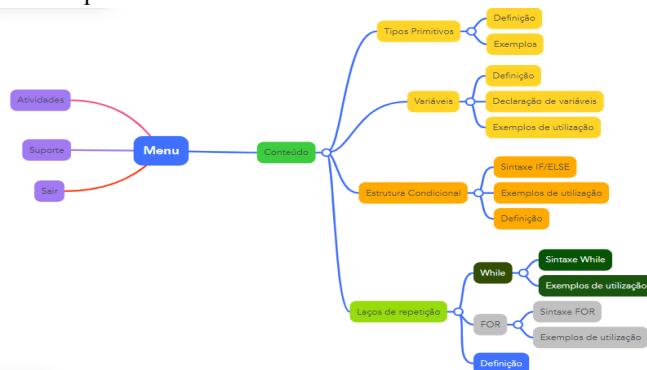 Atividades
Suporte
Sair
Menu
Conteúdo
Tipos Primitivos
Definição
Exemplos
Variáveis
Definição
Declaração de variáveis
Exemplos de utilização
Estrutura Condicional
Sintaxe IF/ELSE
Exemplos de utilização
Definição
Laços de repetição
While
Sintaxe While
Exemplos de utilização
FOR
Sintaxe FOR
Exemplos de utilização
Definição